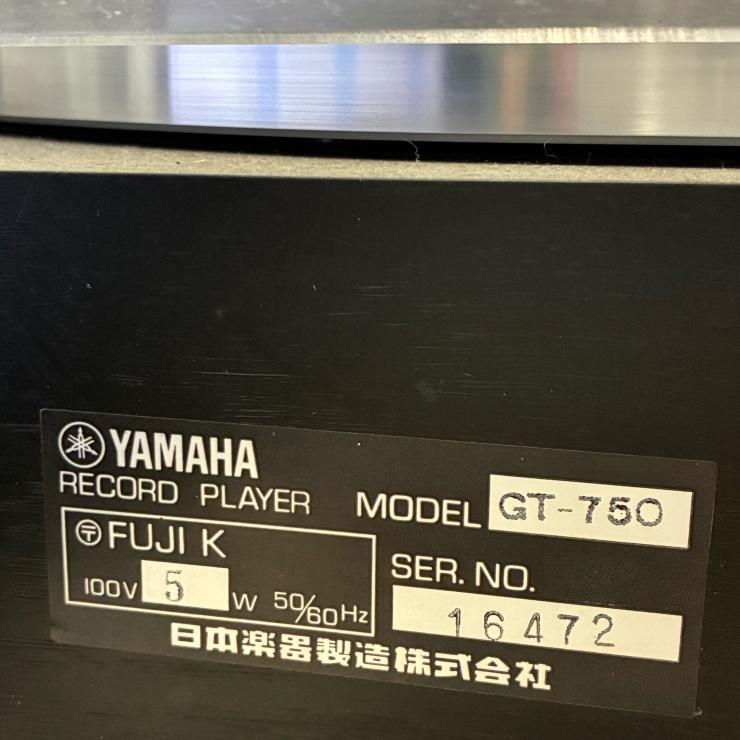 YAMAHA
RECORD PLAYER MODEL GT-750
〒 FUJI K
100V 5 W 50/60Hz
SER. NO.
16472
日本楽器製造株式会社